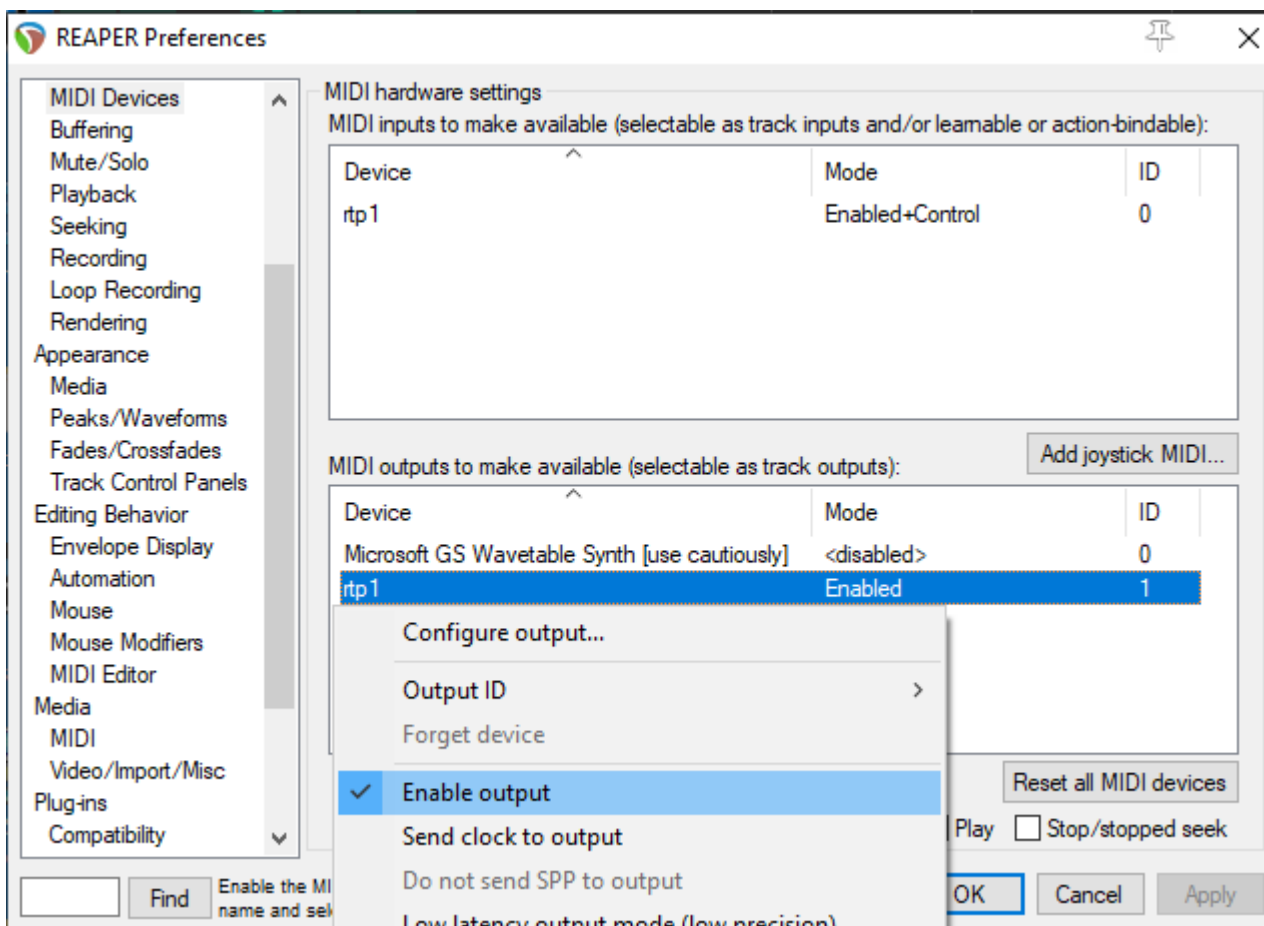 REAPER Preferences
MIDI Devices
Buffering
Mute/Solo
Playback
Seeking
Recording
Loop Recording
Rendering
Appearance
Media
Peaks/Waveforms
Fades/Crossfades
Track Control Panels
Editing Behavior
Envelope Display
Automation
Mouse
Mouse Modifiers
MIDI Editor
Media
MIDI
Video/Import/Misc
Plug-ins
Compatibility
Find
Enable the MI
name and sel
MIDI hardware settings
MIDI inputs to make available (selectable as track inputs and/or learnable or action-bindable):
Device Mode ID
rtp1 Enabled+Control 0
Add joystick MIDI...
MIDI outputs to make available (selectable as track outputs):
Device Mode ID
Microsoft GS Wavetable Synth [use cautiously] <disabled> 0
rtp1 Enabled 1
Configure output...
Output ID
Forget device
Enable output
Send clock to output
Do not send SPP to output
Low latency output mode (low precision)
Reset all MIDI devices
Play Stop/stopped seek
OK Cancel Apply